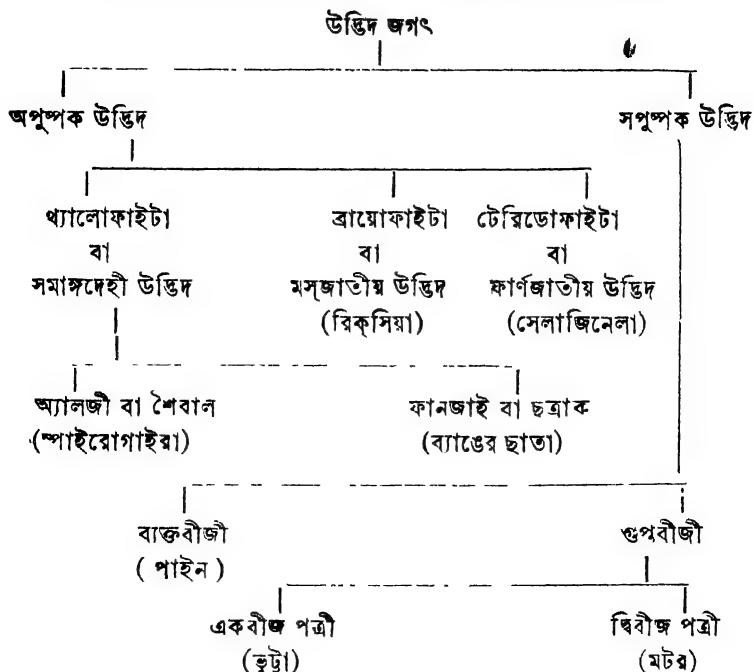 উদ্ভিদ জগৎ
অপুষ্পক উদ্ভিদ সপুষ্পক উদ্ভিদ
থ্যালোফাইটা ব্রায়োফাইটা টেরিডোফাইটা
বা বা বা
সমাঙ্গদেহী উদ্ভিদ মস্‌জাতীয় উদ্ভিদ ফার্ণজাতীয় উদ্ভিদ
(রিক্‌সিয়া) (সেলাজিনেলা)
অ্যালজী বা শৈবাল ফানজাই বা ছত্রাক
(স্পাইরোগাইরা) (ব্যাঙের ছাতা)
ব্যক্তবীজী গুপ্তবীজী
( পাইন )
একবীজ পত্রী দ্বিবীজ পত্রী
(ভুট্টা) (মটর)